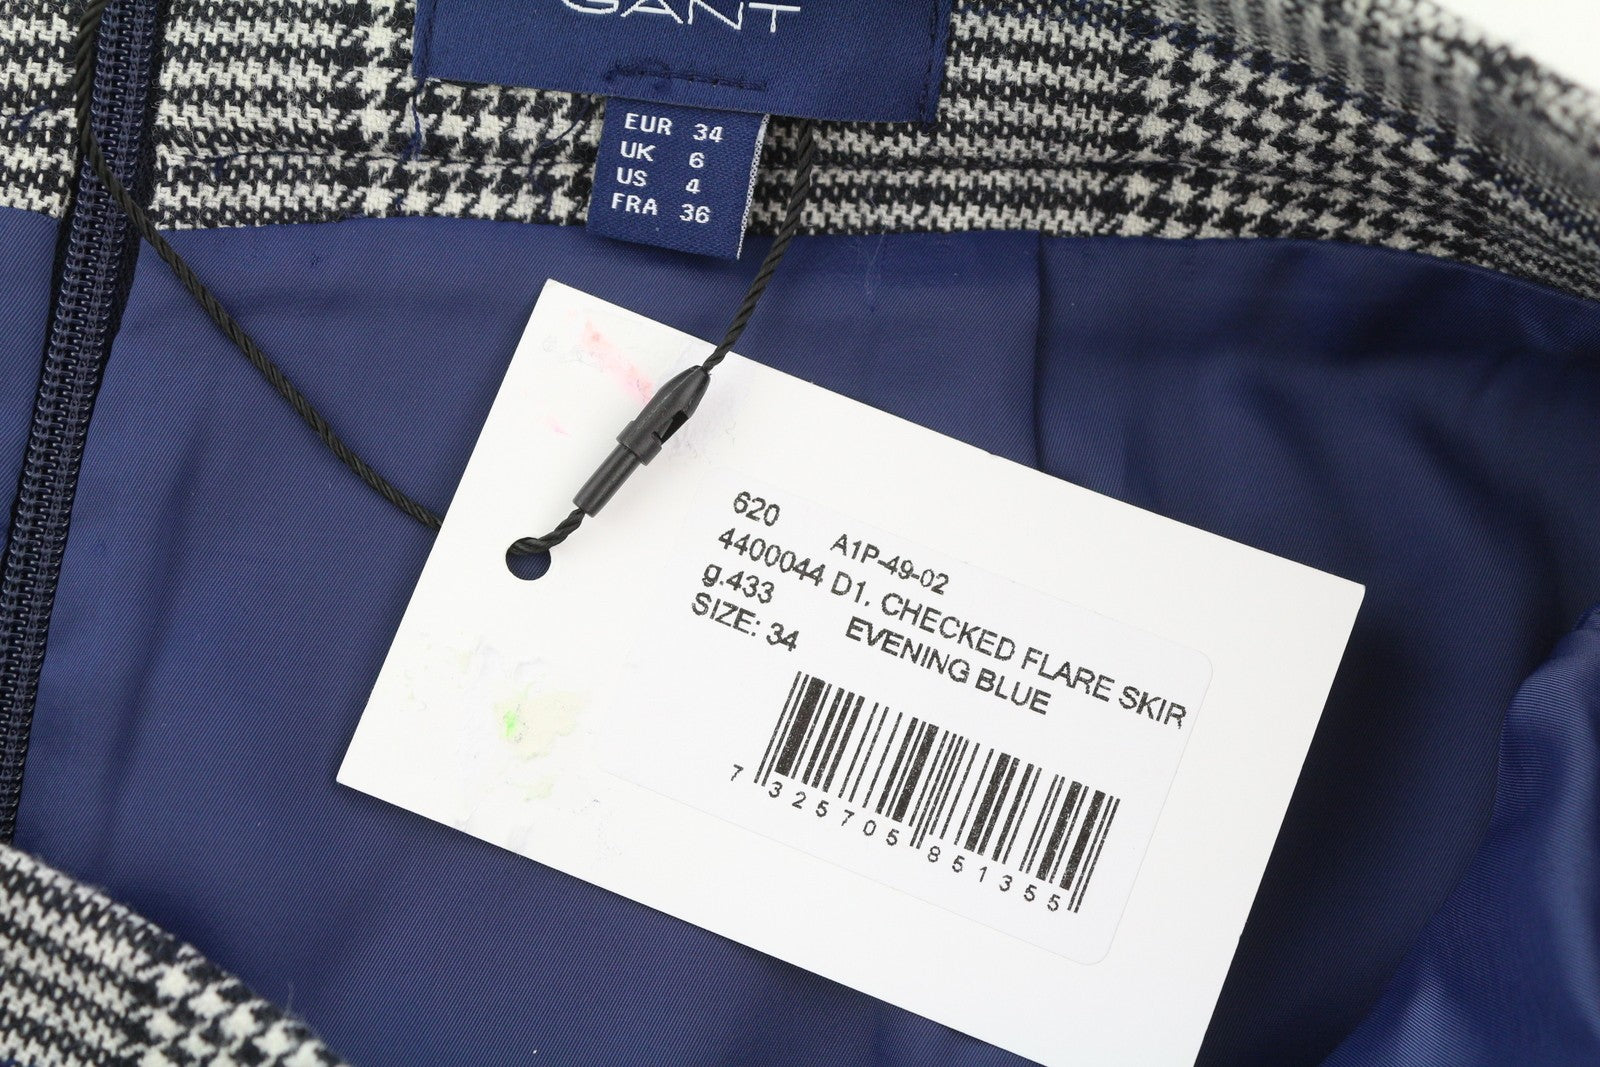 GANT
EUR 34
UK 6
US 4
FRA 36
620 A1P-49-02
4400044 D1. CHECKED FLARE SKIR
g.433 EVENING BLUE
SIZE: 34
7 325705 851355